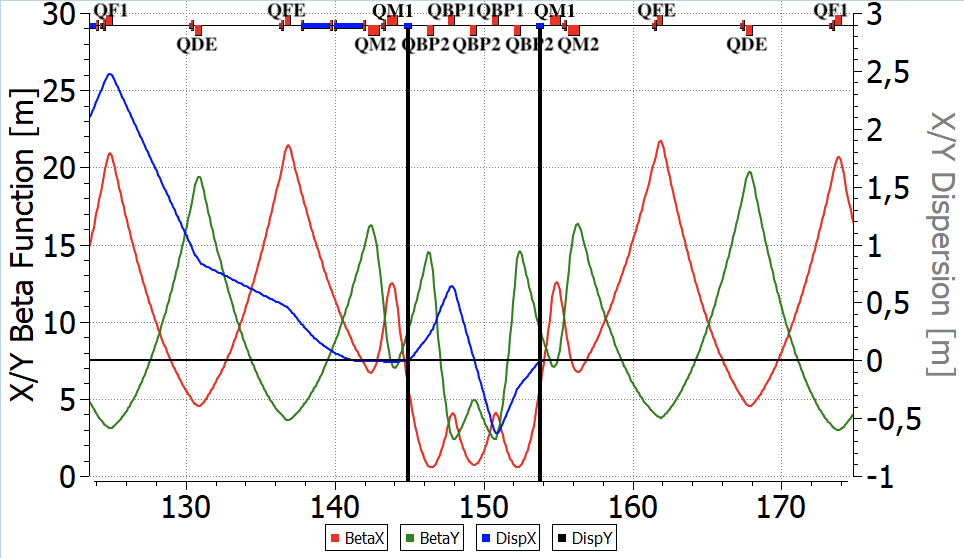 QF1 QFE QM1 QBP1 QBP1 QM1 QFE QF1
QDE QM2 QBP2 QBP2 QBP2 QM2 QDE
30
25
20
15
10
5
0
X/Y Beta Function [m]
3
2,5
2
1,5
1
0,5
0
-0,5
-1
X/Y Dispersion [m]
130 140 150 160 170
BetaX BetaY DispX DispY